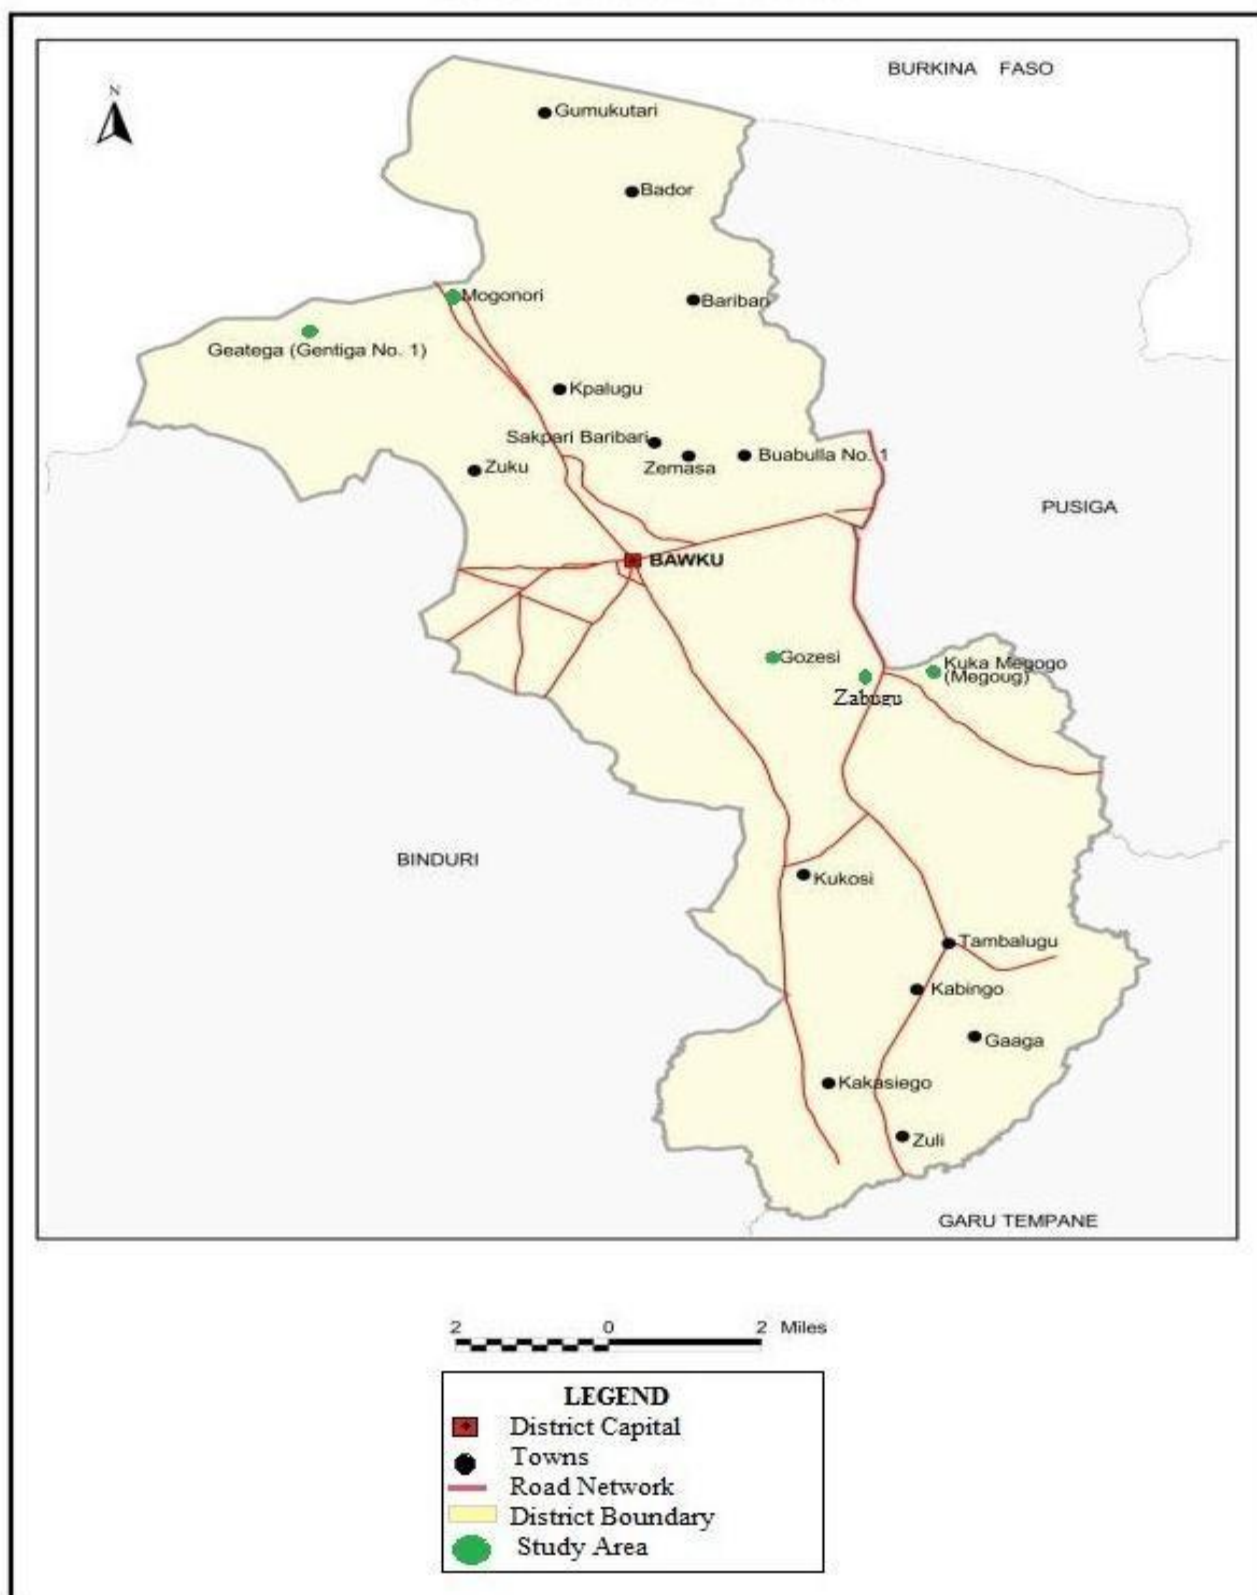 BURKINA FASO
N
Gumukutari
Bador
Mogonori
Bariban
Geatega (Gentiga No. 1)
Kpalugu
Sakpari Baribari
Zemasa
Buabulla No. 1
Zuku
PUSIGA
BAWKU
Gozesi
Kuka Megogo
(Megoug)
Zabugu
BINDURI
Kukosi
Tambalugu
Kabingo
Gaaga
Kakasiego
Zuli
GARU TEMPANE
2 0 2 Miles
LEGEND
District Capital
Towns
Road Network
District Boundary
Study Area